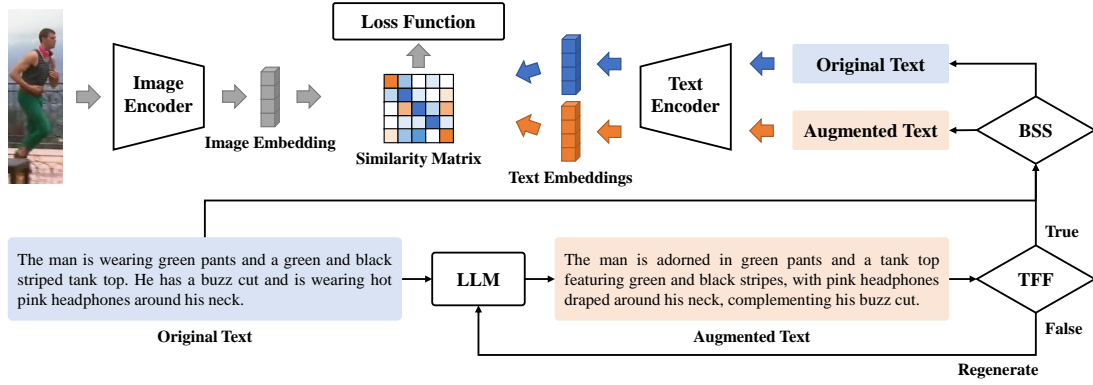 Loss Function
Image
Encoder
Image Embedding
Similarity Matrix
Text
Encoder
Text Embeddings
Original Text
Augmented Text
BSS
True
The man is wearing green pants and a green and black
striped tank top. He has a buzz cut and is wearing hot
pink headphones around his neck.
Original Text
LLM
The man is adorned in green pants and a tank top
featuring green and black stripes, with pink headphones
draped around his neck, complementing his buzz cut.
Augmented Text
TFF
False
Regenerate